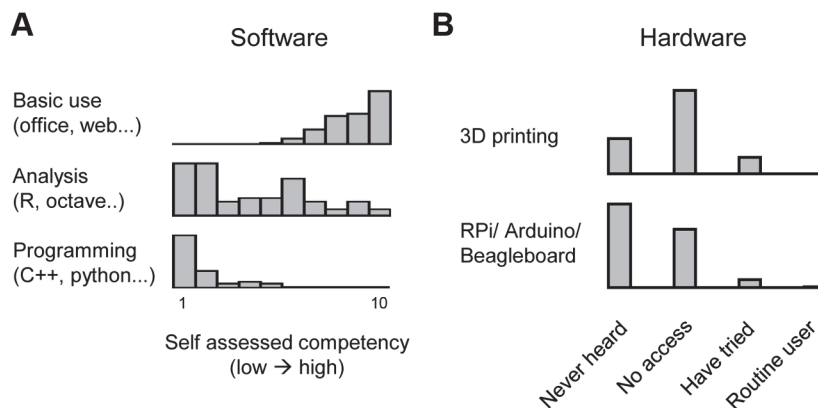 A
Software
Basic use
(office, web...)
Analysis
(R, octave..)
Programming
(C++, python...)
1
10
Self assessed competency
(low → high)
B
Hardware
3D printing
RPi/ Arduino/
Beagleboard
Never heard
No access
Have tried
Routine user